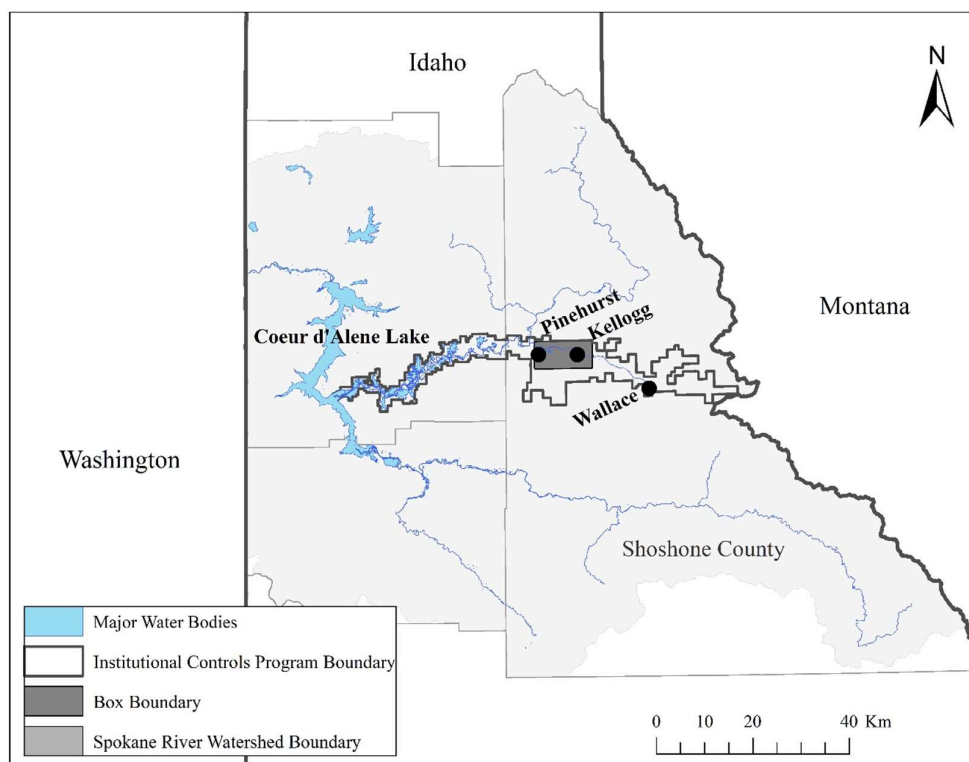 Idaho
N
Montana
Pinehurst
Kellogg
Coeur d'Alene Lake
Wallace
Washington
Shoshone County
Major Water Bodies
Institutional Controls Program Boundary
Box Boundary
Spokane River Watershed Boundary
0 10 20 40 Km